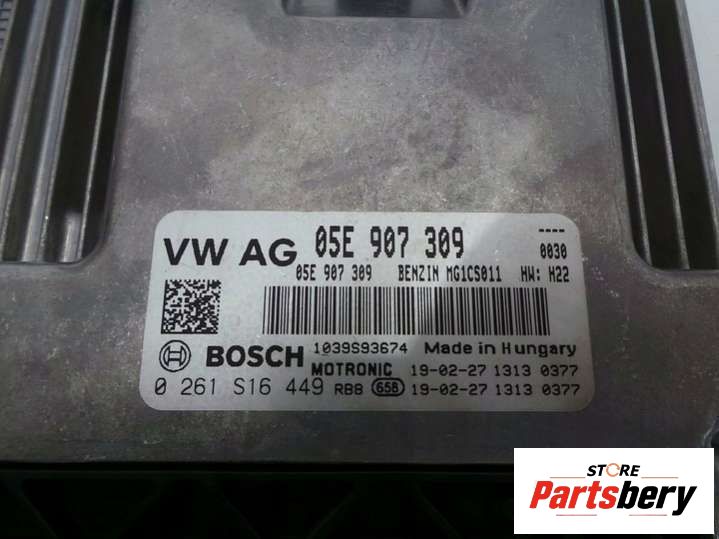 VW AG 05E 907 309 ----
0030
05E 907 309 BENZIN MG1CS011 HW: H22
BOSCH 1039S93674 Made in Hungary
MOTRONIC 19-02-27 1313 0377
0 261 S16 449 RB8 658 19-02-27 1313 0377
STORE
Partsbery